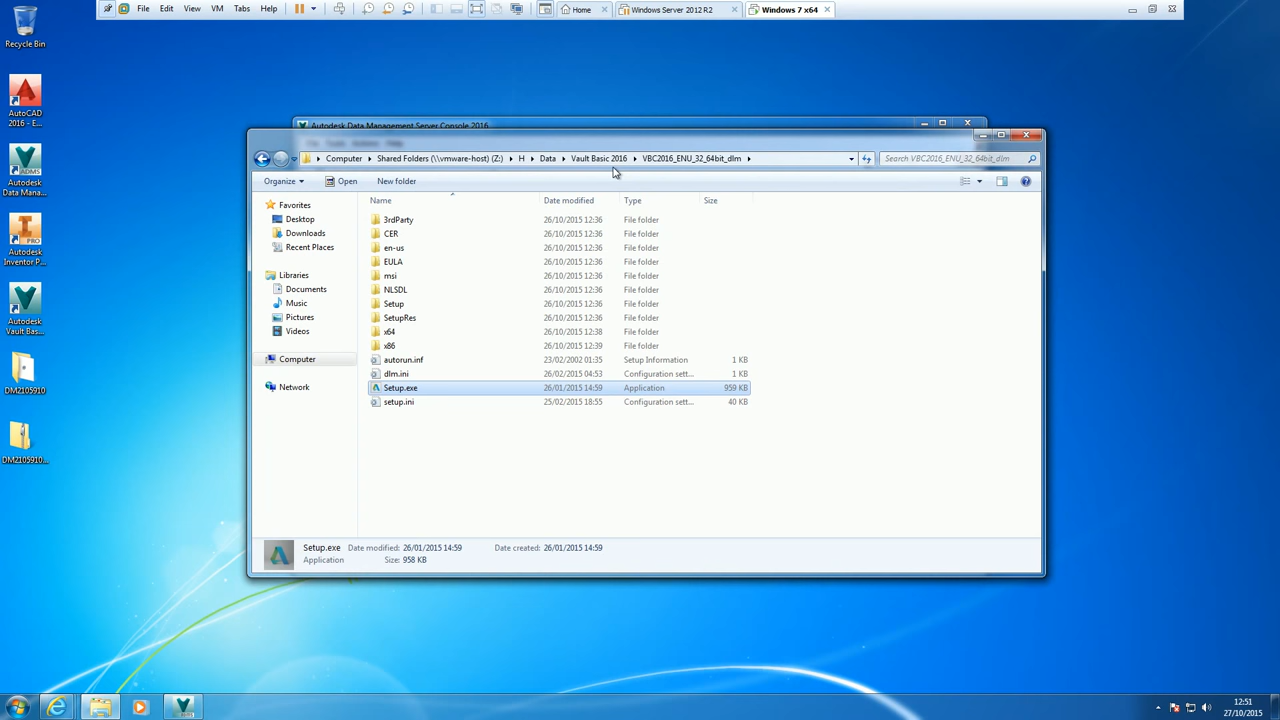 File Edit View VM Tabs Help
Home
Windows Server 2012 R2
Windows 7 x64
Recycle Bin
AutoCAD
2016 - E...
Autodesk
Data Mana...
Autodesk
Inventor P...
Autodesk
Vault Bas...
DM2105910
DM2105910...
Autodesk Data Management Server Console 2016
Computer Shared Folders (\\vmware-host) (Z:) H Data Vault Basic 2016 VBC2016_ENU_32_64bit_dlm
Search VBC2016_ENU_32_64bit_dlm
Organize Open New folder
Favorites
Desktop
Downloads
Recent Places
Libraries
Documents
Music
Pictures
Videos
Computer
Network
Name Date modified Type Size
3rdParty 26/10/2015 12:36 File folder
CER 26/10/2015 12:36 File folder
en-us 26/10/2015 12:36 File folder
EULA 26/10/2015 12:36 File folder
msi 26/10/2015 12:36 File folder
NLSDL 26/10/2015 12:36 File folder
Setup 26/10/2015 12:36 File folder
SetupRes 26/10/2015 12:36 File folder
x64 26/10/2015 12:38 File folder
x86 26/10/2015 12:39 File folder
autorun.inf 23/02/2002 01:35 Setup Information 1 KB
dlm.ini 26/02/2015 04:53 Configuration sett... 1 KB
Setup.exe 26/01/2015 14:59 Application 959 KB
setup.ini 25/02/2015 18:55 Configuration sett... 40 KB
Setup.exe Date modified: 26/01/2015 14:59 Date created: 26/01/2015 14:59
Application Size: 958 KB
12:51
27/10/2015